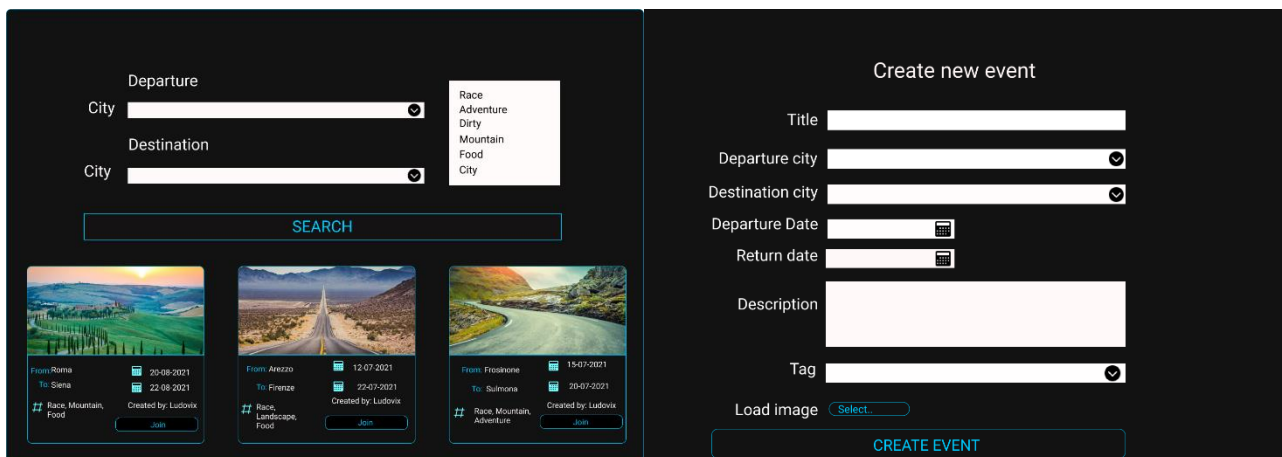 Departure
City
Destination
City
Race
Adventure
Dirty
Mountain
Food
City
SEARCH
From: Roma
To: Siena
20-08-2021
22-08-2021
Race, Mountain,
Food
Created by: Ludovix
Join
From: Arezzo
To: Firenze
12-07-2021
22-07-2021
Race,
Landscape,
Food
Created by: Ludovix
Join
From: Frosinone
To: Sulmona
15-07-2021
20-07-2021
Race, Mountain,
Adventure
Created by: Ludovix
Join
Create new event
Title
Departure city
Destination city
Departure Date
Return date
Description
Tag
Load image
Select..
CREATE EVENT